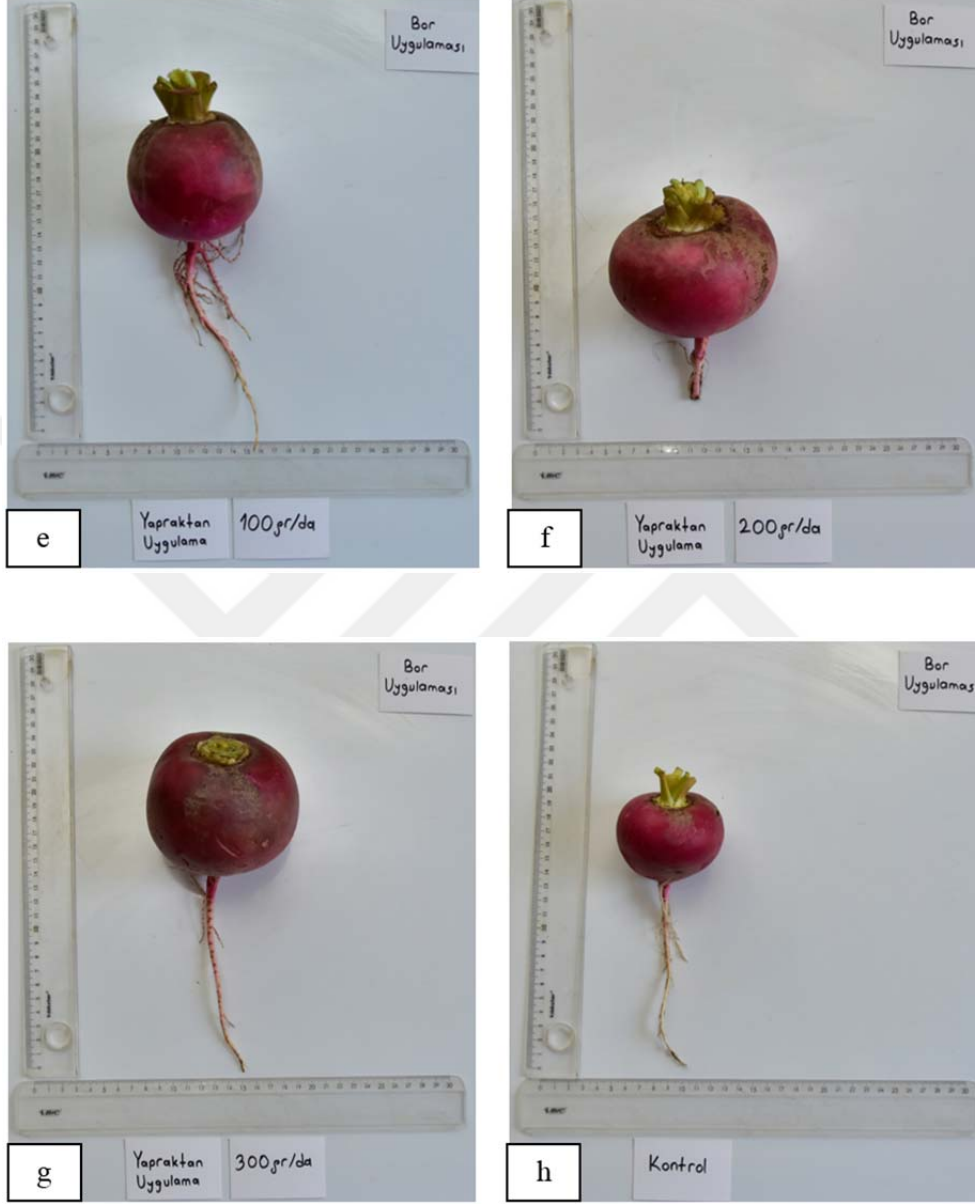 Bor
Uygulaması
Yapraktan
Uygulama
100gr/da
e
Bor
Uygulaması
Yapraktan
Uygulama
200gr/da
f
Bor
Uygulaması
Yapraktan
Uygulama
300gr/da
g
Bor
Uygulaması
Kontrol
h